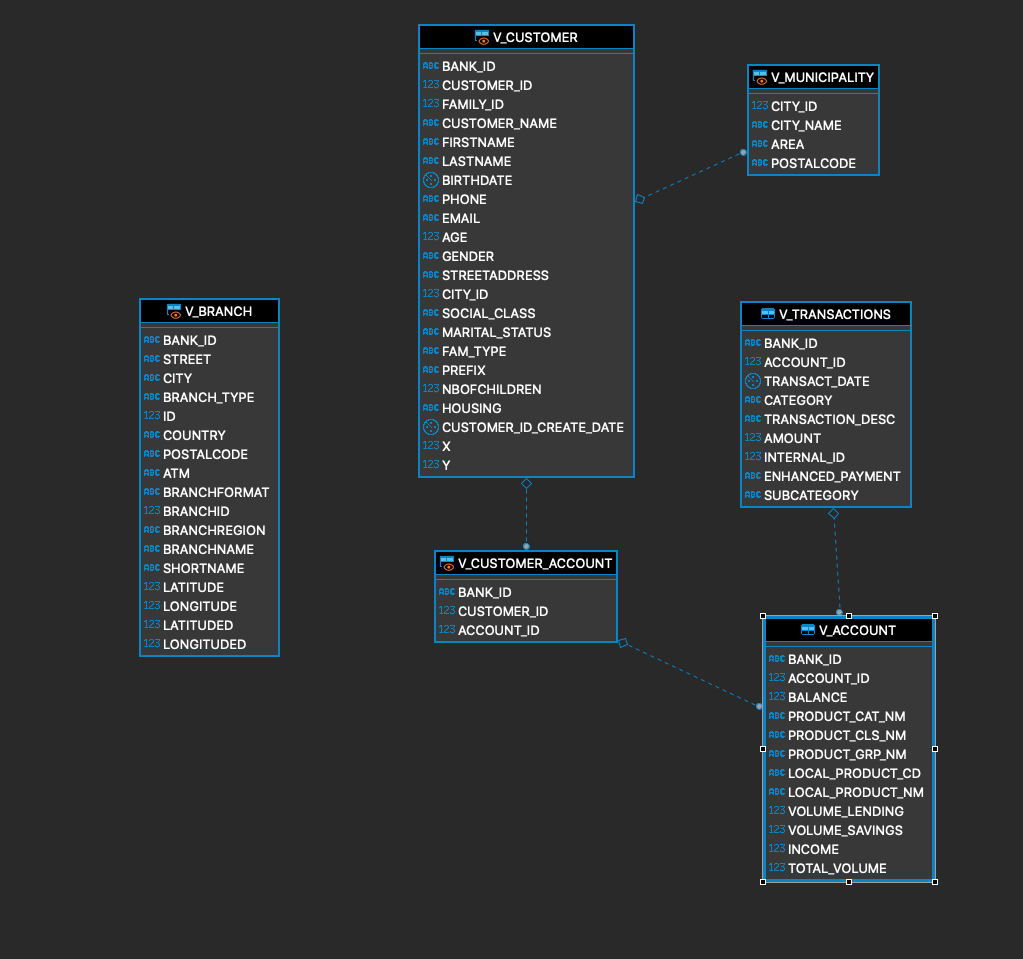 V_CUSTOMER
ABC BANK_ID
123 CUSTOMER_ID
123 FAMILY_ID
ABC CUSTOMER_NAME
ABC FIRSTNAME
ABC LASTNAME
BIRTHDATE
ABC PHONE
ABC EMAIL
123 AGE
ABC GENDER
ABC STREETADDRESS
123 CITY_ID
ABC SOCIAL_CLASS
ABC MARITAL_STATUS
ABC FAM_TYPE
ABC PREFIX
123 NBOFCHILDREN
ABC HOUSING
CUSTOMER_ID_CREATE_DATE
123 X
123 Y
V_MUNICIPALITY
123 CITY_ID
ABC CITY_NAME
ABC AREA
ABC POSTALCODE
V_BRANCH
ABC BANK_ID
ABC STREET
ABC CITY
ABC BRANCH_TYPE
123 ID
ABC COUNTRY
ABC POSTALCODE
ABC ATM
ABC BRANCHFORMAT
123 BRANCHID
ABC BRANCHREGION
ABC BRANCHNAME
ABC SHORTNAME
123 LATITUDE
123 LONGITUDE
123 LATITUDED
123 LONGITUDED
V_TRANSACTIONS
ABC BANK_ID
123 ACCOUNT_ID
TRANSACT_DATE
ABC CATEGORY
ABC TRANSACTION_DESC
123 AMOUNT
123 INTERNAL_ID
ABC ENHANCED_PAYMENT
ABC SUBCATEGORY
V_CUSTOMER_ACCOUNT
ABC BANK_ID
123 CUSTOMER_ID
123 ACCOUNT_ID
V_ACCOUNT
ABC BANK_ID
123 ACCOUNT_ID
123 BALANCE
ABC PRODUCT_CAT_NM
ABC PRODUCT_CLS_NM
ABC PRODUCT_GRP_NM
ABC LOCAL_PRODUCT_CD
ABC LOCAL_PRODUCT_NM
123 VOLUME_LENDING
123 VOLUME_SAVINGS
123 INCOME
123 TOTAL_VOLUME